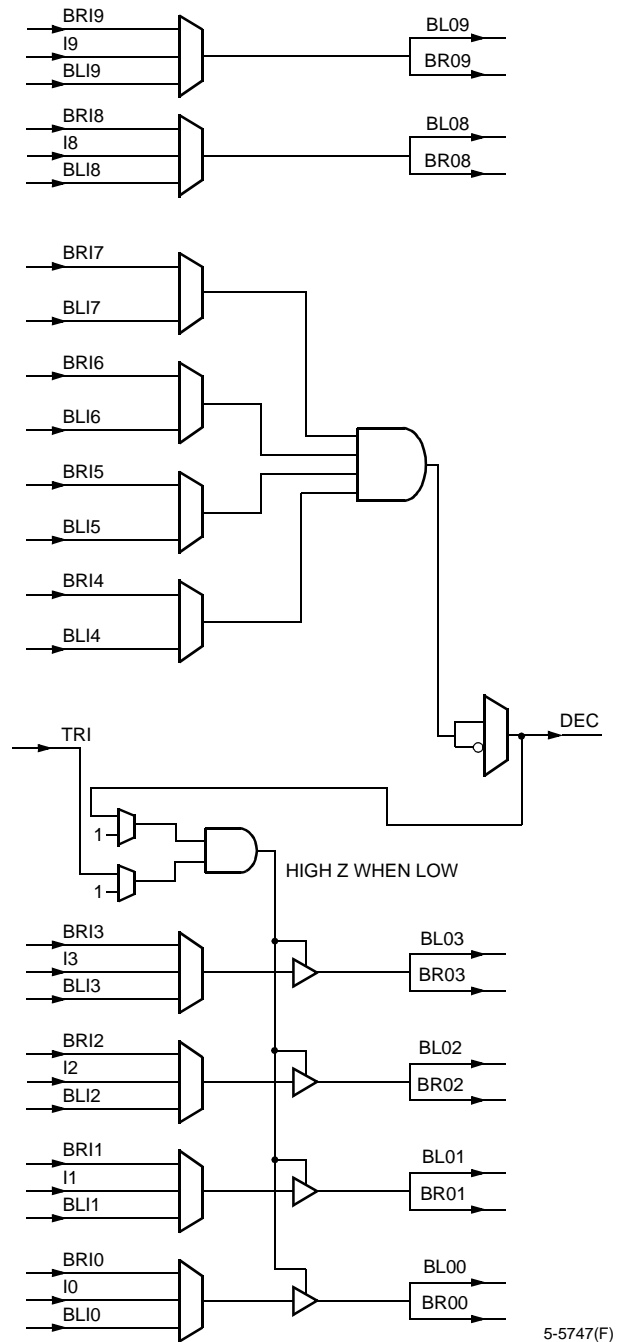 BRI9
I9
BLI9
BL09
BR09
BRI8
I8
BLI8
BL08
BR08
BRI7
BLI7
BRI6
BLI6
BRI5
BLI5
BRI4
BLI4
DEC
TRI
1
1
HIGH Z WHEN LOW
BRI3
I3
BLI3
BL03
BR03
BRI2
I2
BLI2
BL02
BR02
BRI1
I1
BLI1
BL01
BR01
BRI0
I0
BLI0
BL00
BR00
5-5747(F)